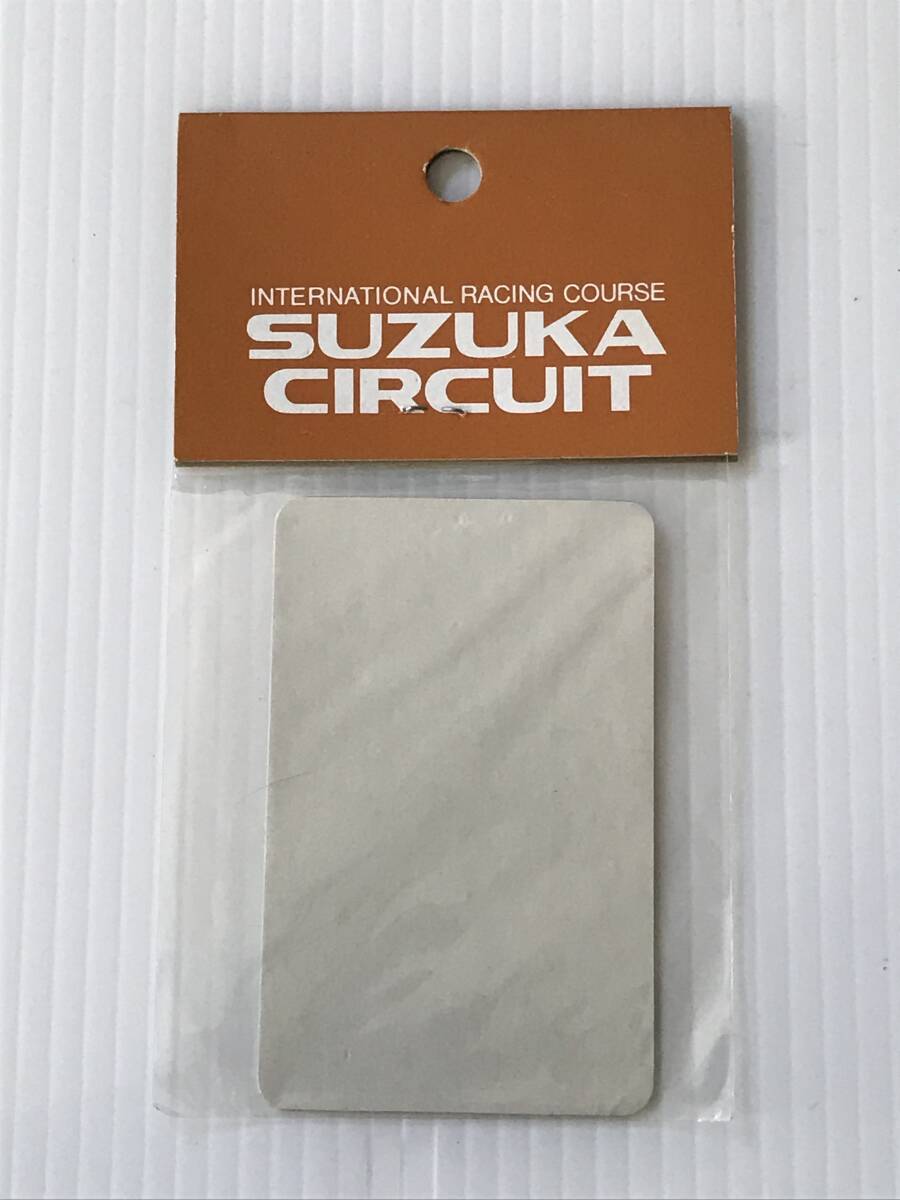 INTERNATIONAL RACING COURSE
SUZUKA
CIRCUIT